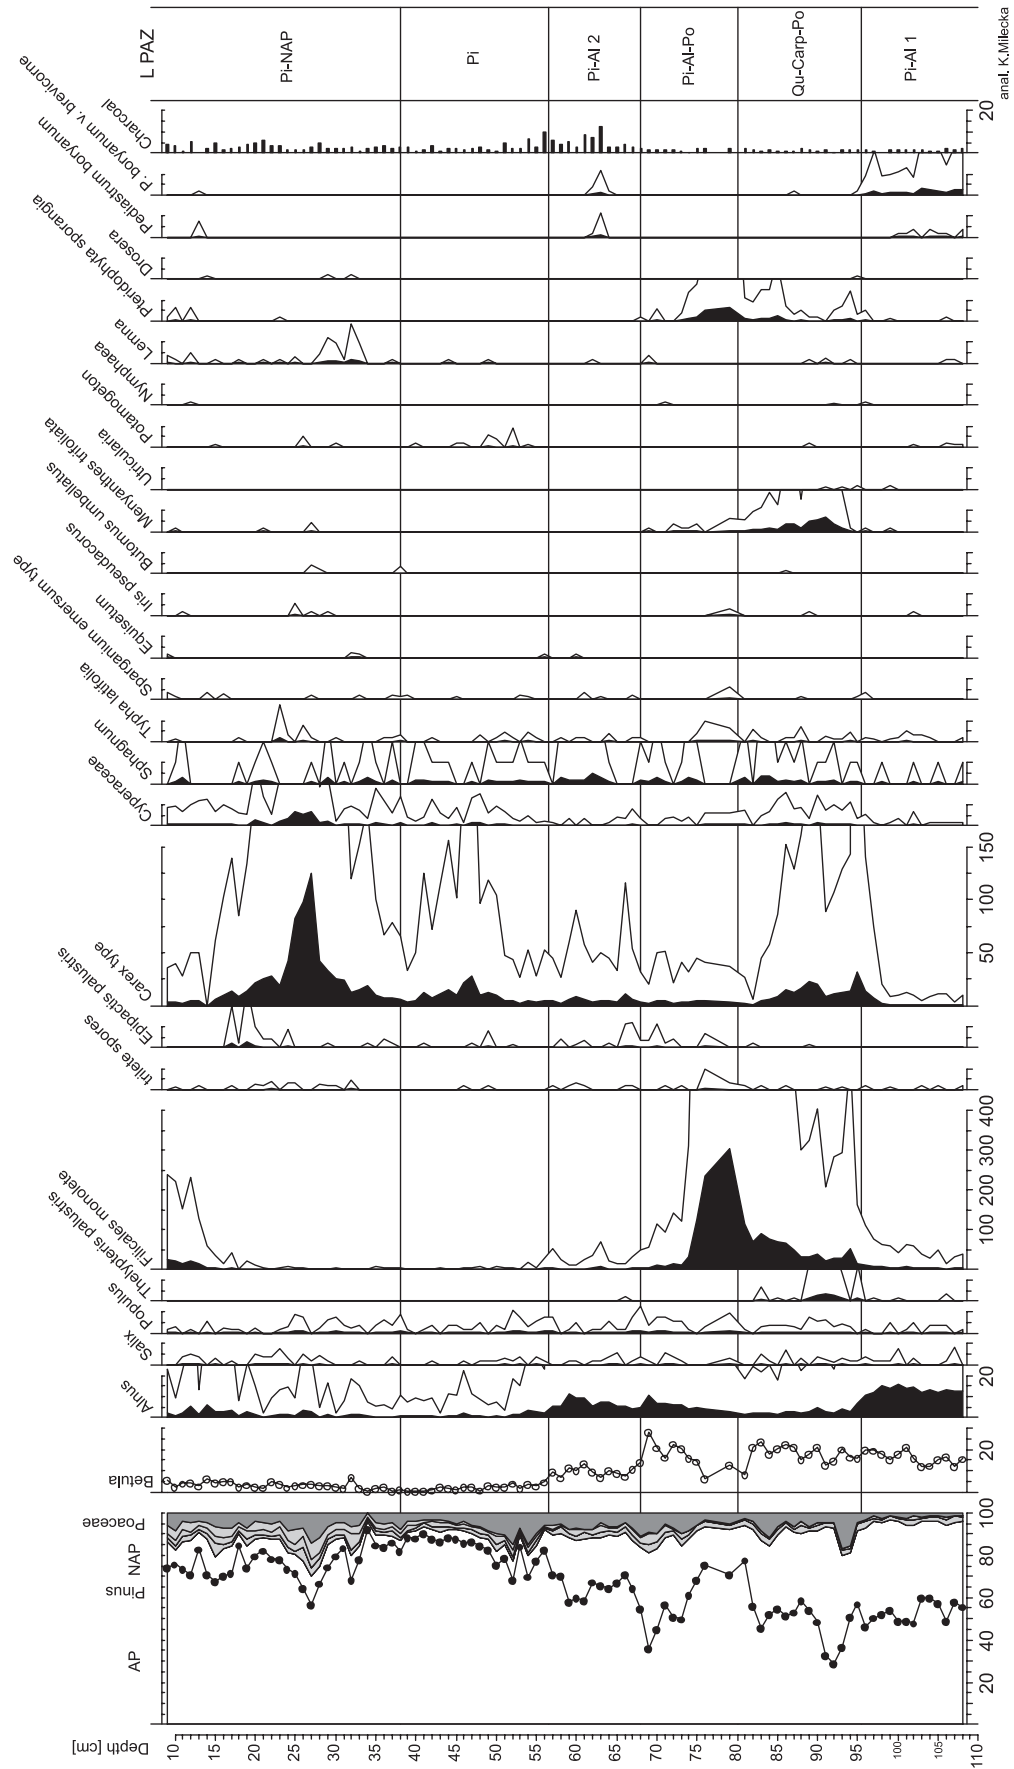 Depth [cm]
10 15 20 25 30 35 40 45 50 55 60 65 70 75 80 85 90 95 100 105 110
AP
Pinus
NAP
Poaceae
20 40 60 80 100
Betula
20
Alnus
20
Salix
Populus
Thelypteris palustris
Filicales monolete
100 200 300 400
trilete spores
Epipactis palustris
Carex type
50 100 150
Cyperaceae
Sphagnum
Typha latifolia
Sparganium emersum type
Equisetum
Iris pseudacorus
Butomus umbellatus
Menyanthes trifoliata
Utricularia
Potamogeton
Nymphaea
Lemna
Pteridophyta sporangia
Drosera
Pediastrum boryanum
P. boryanum v. brevicorne
Charcoal
20
L PAZ
Pi-NAP
Pi
Pi-Al 2
Pi-Al-Po
Qu-Carp-Po
Pi-Al 1
anal. K.Milecka